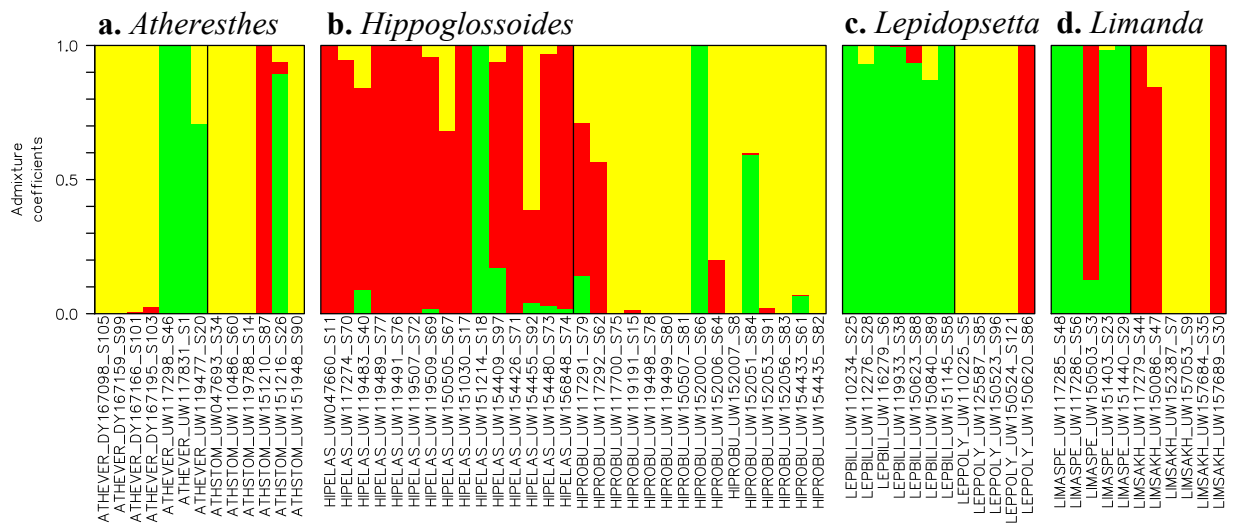 a. Atheresthes
b. Hippoglossoides
c. Lepidopsetta
d. Limanda
Admixture
coefficients
1.0
0.5
0.0
ATHEVER_DY167098_S105
ATHEVER_DY167159_S99
ATHEVER_DY167166_S101
ATHEVER_DY167195_S103
ATHEVER_UW117298_S46
ATHEVER_UW117831_S1
ATHEVER_UW119477_S20
ATHSTOM_UW047693_S34
ATHSTOM_UW110486_S60
ATHSTOM_UW119788_S14
ATHSTOM_UW151210_S87
ATHSTOM_UW151216_S26
ATHSTOM_UW151948_S90
HIPELAS_UW047660_S11
HIPELAS_UW117274_S70
HIPELAS_UW119483_S40
HIPELAS_UW119489_S77
HIPELAS_UW119491_S76
HIPELAS_UW119507_S72
HIPELAS_UW119509_S69
HIPELAS_UW150505_S67
HIPELAS_UW151030_S17
HIPELAS_UW151214_S18
HIPELAS_UW154409_S97
HIPELAS_UW154426_S71
HIPELAS_UW154455_S92
HIPELAS_UW154480_S73
HIPELAS_UW156848_S74
HIPROBU_UW117291_S79
HIPROBU_UW117292_S62
HIPROBU_UW117700_S75
HIPROBU_UW119191_S15
HIPROBU_UW119498_S78
HIPROBU_UW119499_S80
HIPROBU_UW150507_S81
HIPROBU_UW152000_S66
HIPROBU_UW152006_S64
HIPROBU_UW152007_S8
HIPROBU_UW152051_S84
HIPROBU_UW152053_S91
HIPROBU_UW152056_S83
HIPROBU_UW154433_S61
HIPROBU_UW154435_S82
LEPBILI_UW110234_S25
LEPBILI_UW112276_S28
LEPBILI_UW116279_S6
LEPBILI_UW119933_S38
LEPBILI_UW150623_S88
LEPBILI_UW150840_S89
LEPBILI_UW151145_S58
LEPPOLY_UW110225_S5
LEPPOLY_UW125587_S85
LEPPOLY_UW150523_S96
LEPPOLY_UW150524_S121
LEPPOLY_UW150620_S86
LIMASPE_UW117285_S48
LIMASPE_UW117286_S56
LIMASPE_UW150503_S3
LIMASPE_UW151403_S23
LIMASPE_UW151440_S29
LIMSAKH_UW117279_S44
LIMSAKH_UW150086_S47
LIMSAKH_UW152387_S7
LIMSAKH_UW157053_S9
LIMSAKH_UW157684_S35
LIMSAKH_UW157689_S30